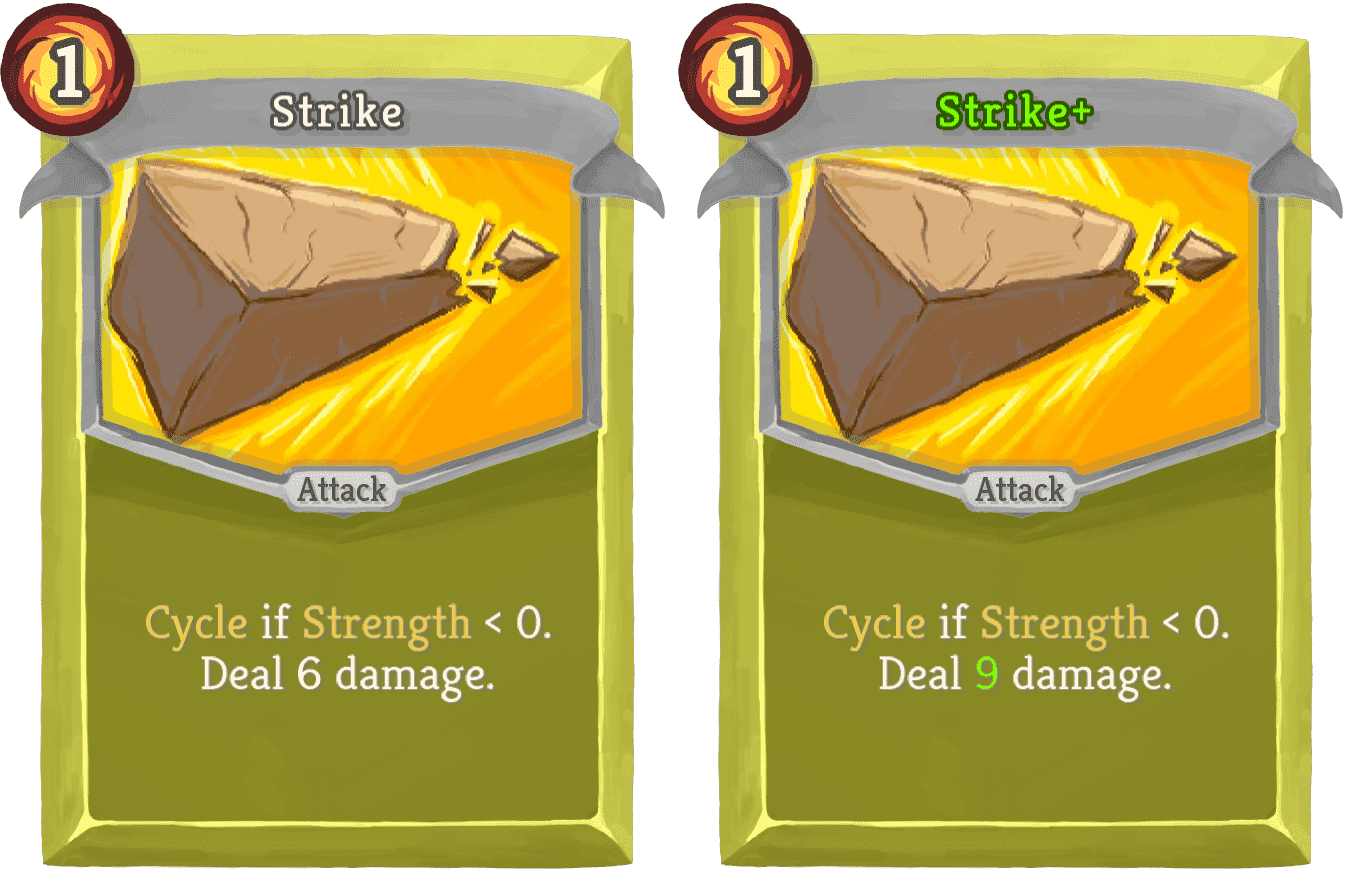 1
Strike
Attack
Cycle if Strength < 0.
Deal 6 damage.
1
Strike+
Attack
Cycle if Strength < 0.
Deal 9 damage.